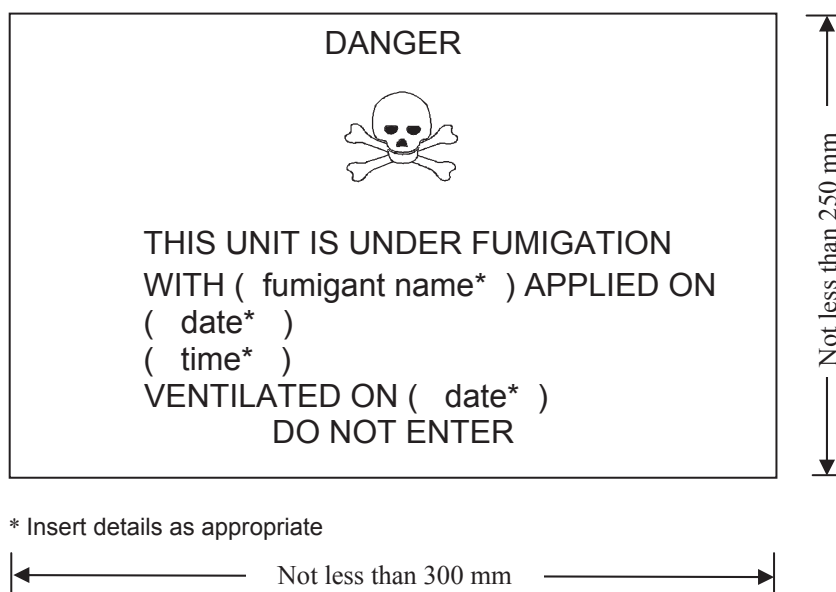 DANGER
THIS UNIT IS UNDER FUMIGATION
WITH ( fumigant name* ) APPLIED ON
( date* )
( time* )
VENTILATED ON ( date* )
DO NOT ENTER
Not less than 250 mm
* Insert details as appropriate
Not less than 300 mm